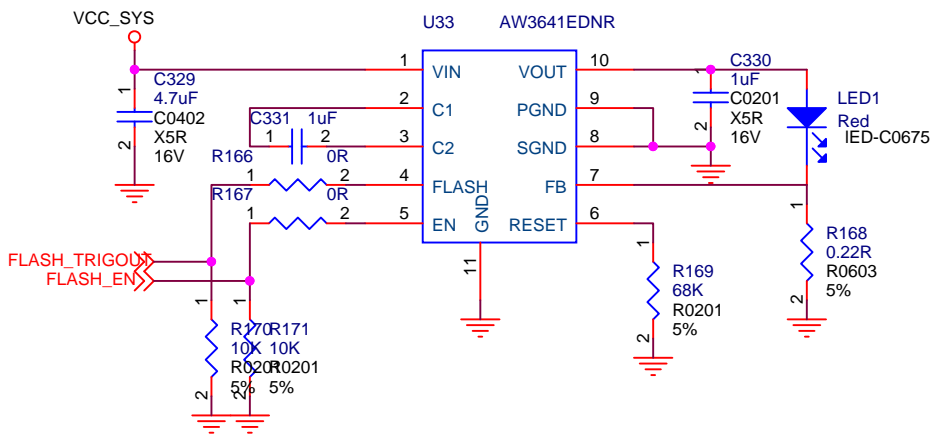 VCC_SYS
U33 AW3641EDNR
1 VIN
2 C1
3 C2
4 FLASH
5 EN
GND
11
VOUT 10
PGND 9
SGND 8
FB 7
RESET 6
1
C329
4.7uF
C0402
X5R
16V
2
C331 1uF
1 2
R166 0R
1 2
R167 0R
1 2
1
C330
1uF
C0201
X5R
16V
2
LED1
Red
IED-C0675
1
R168
0.22R
R0603
5%
2
1
R169
68K
R0201
5%
2
FLASH_TRIGOUT
FLASH_EN
1
R170
10K
R0201
5%
2
1
R171
10K
R0201
5%
2